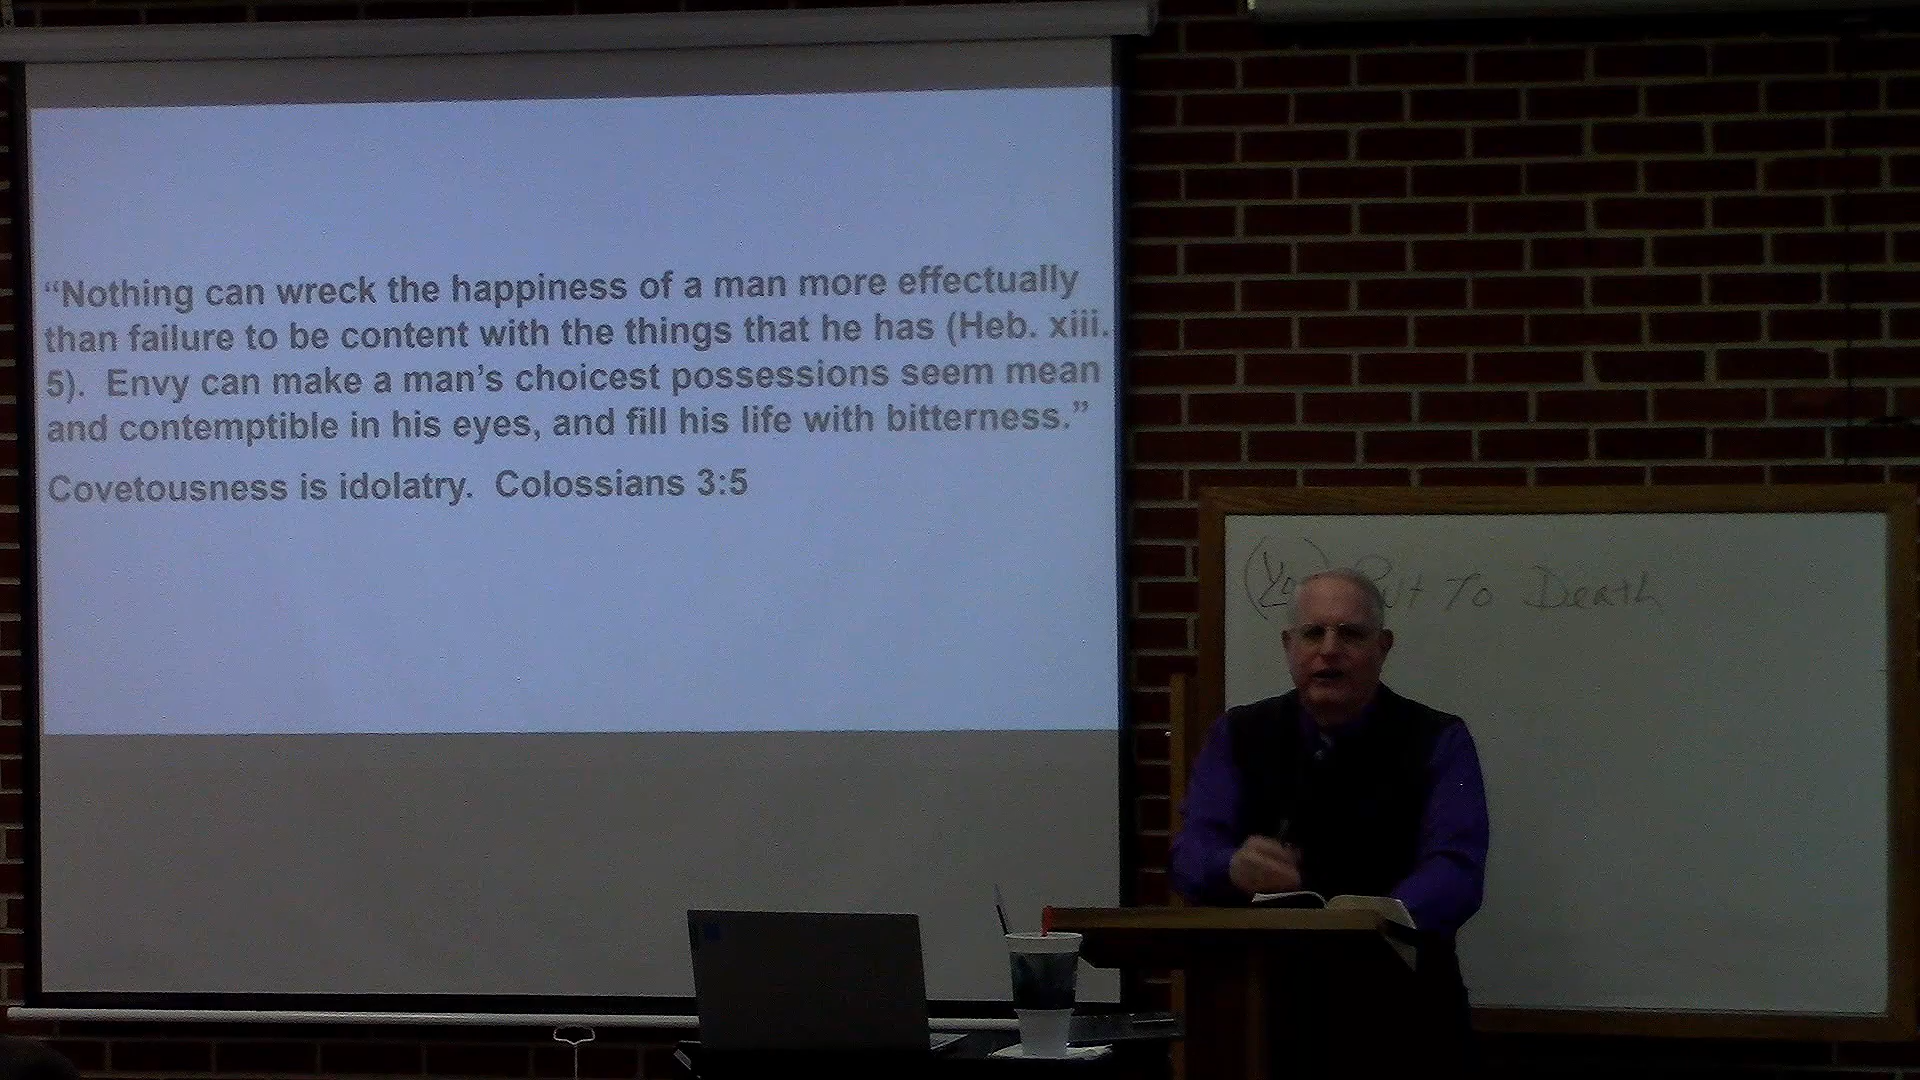 “Nothing can wreck the happiness of a man more effectually
than failure to be content with the things that he has (Heb. xiii.
5).  Envy can make a man’s choicest possessions seem mean
and contemptible in his eyes, and fill his life with bitterness.”
Covetousness is idolatry.  Colossians 3:5
Put To Death